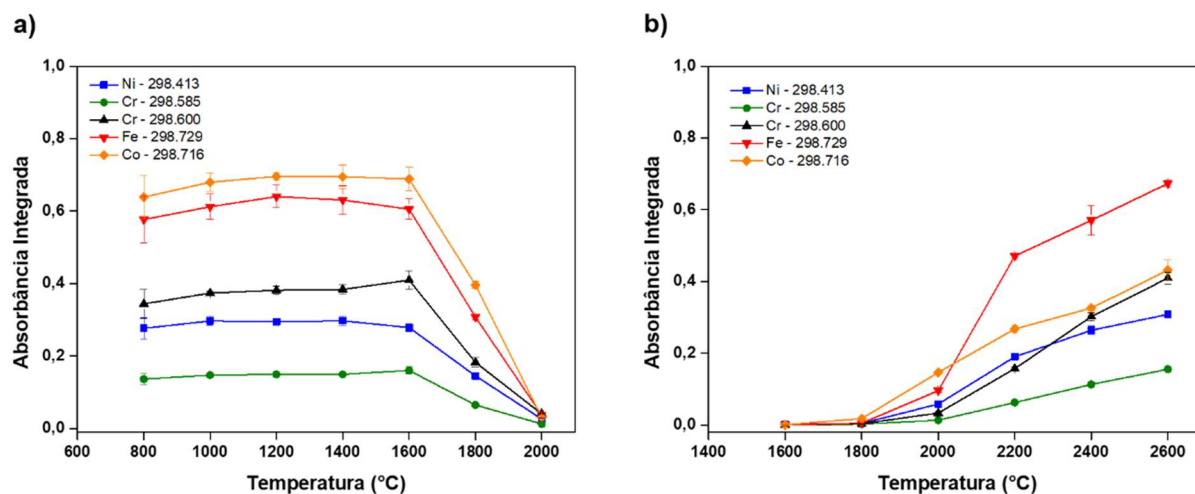 a)
Absorbância Integrada
1,0
0,8
0,6
0,4
0,2
0,0
Ni - 298.413
Cr - 298.585
Cr - 298.600
Fe - 298.729
Co - 298.716
600 800 1000 1200 1400 1600 1800 2000
Temperatura (°C)
b)
Absorbância Integrada
1,0
0,8
0,6
0,4
0,2
0,0
Ni - 298.413
Cr - 298.585
Cr - 298.600
Fe - 298.729
Co - 298.716
1400 1600 1800 2000 2200 2400 2600
Temperatura (°C)